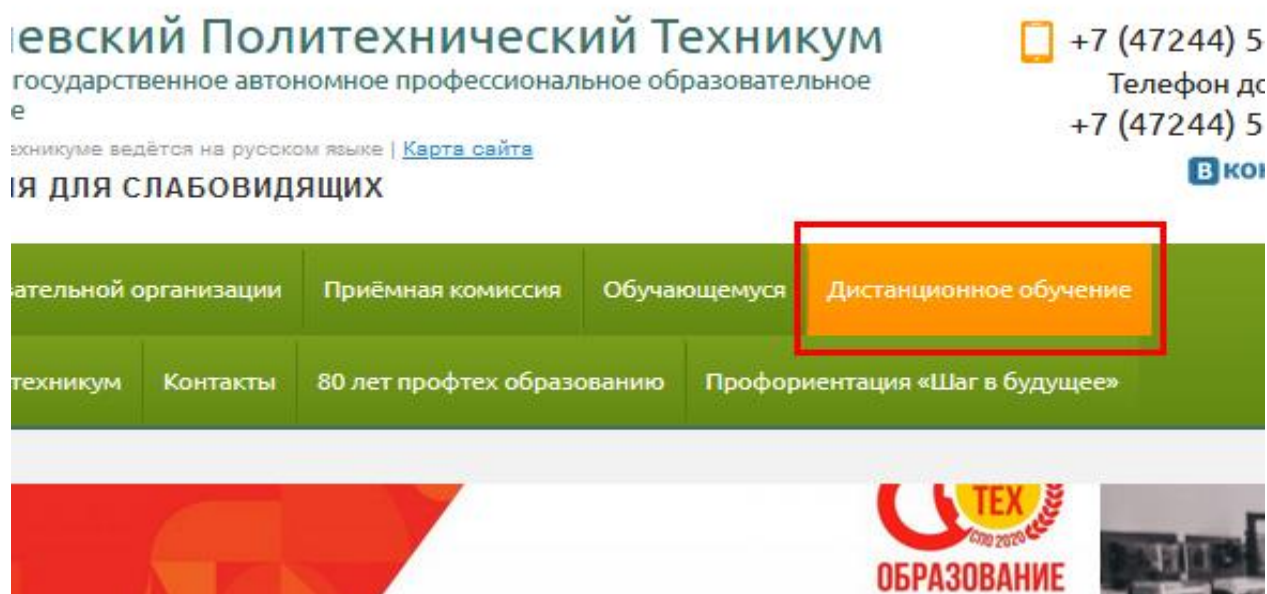 евский Политехнический Техникум
государственное автономное профессиональное образовательное
е
ехникуме ведётся на русском языке | Карта сайта
ИЯ ДЛЯ СЛАБОВИДЯЩИХ
+7 (47244) 5
Телефон до
+7 (47244) 5
В кон
вательной организации
Приёмная комиссия
Обучающемуся
Дистанционное обучение
техникум
Контакты
80 лет профтех образованию
Профориентация «Шаг в будущее»
ТЕХ
СПО 2020
ОБРАЗОВАНИЕ